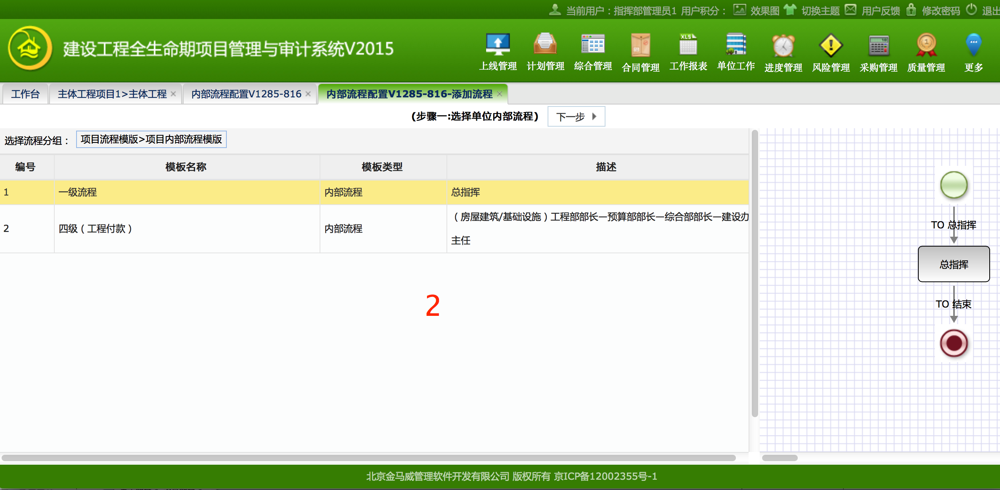 当前用户：指挥部管理员1 用户积分： 效果图 切换主题 用户反馈 修改密码 退出
建设工程全生命期项目管理与审计系统V2015
XLS
上线管理 计划管理 综合管理 合同管理 工作报表 单位工作 进度管理 风险管理 采购管理 质量管理 更多
工作台 主体工程项目1>主体工程 内部流程配置V1285-816 内部流程配置V1285-816-添加流程
(步骤一:选择单位内部流程) 下一步
选择流程分组： 项目流程模版>项目内部流程模版
编号 模板名称 模板类型 描述
1 一级流程 内部流程 总指挥
2 四级（工程付款） 内部流程 （房屋建筑/基础设施）工程部部长—预算部部长—综合部部长—建设办
主任
2
TO 总指挥
总指挥
TO 结束
北京金马威管理软件开发有限公司 版权所有 京ICP备12002355号-1